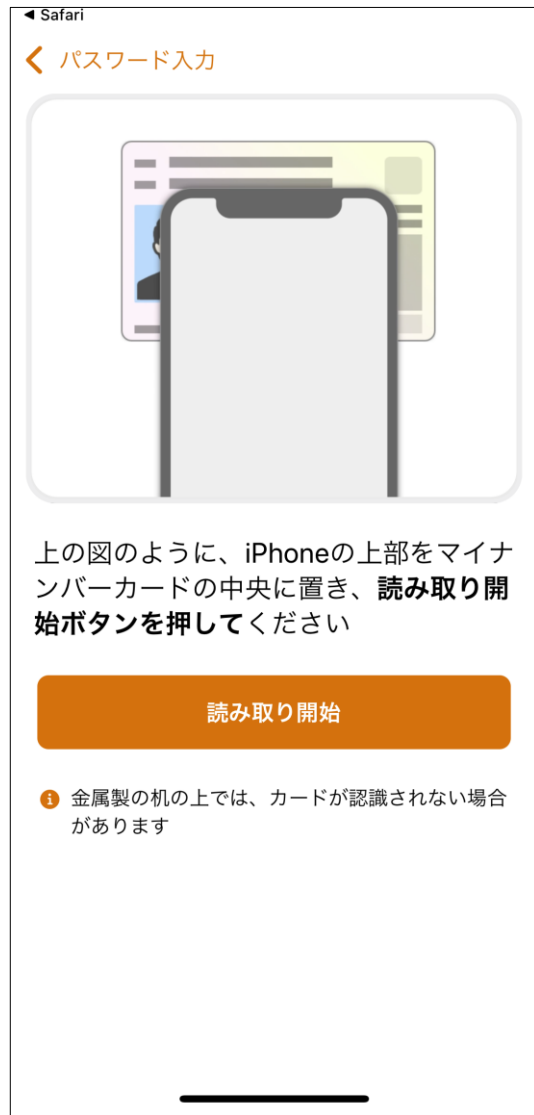 ◀ Safari
パスワード入力
上の図のように、iPhoneの上部をマイナ
ンバーカードの中央に置き、読み取り開
始ボタンを押してください
読み取り開始
金属製の机の上では、カードが認識されない場合
があります